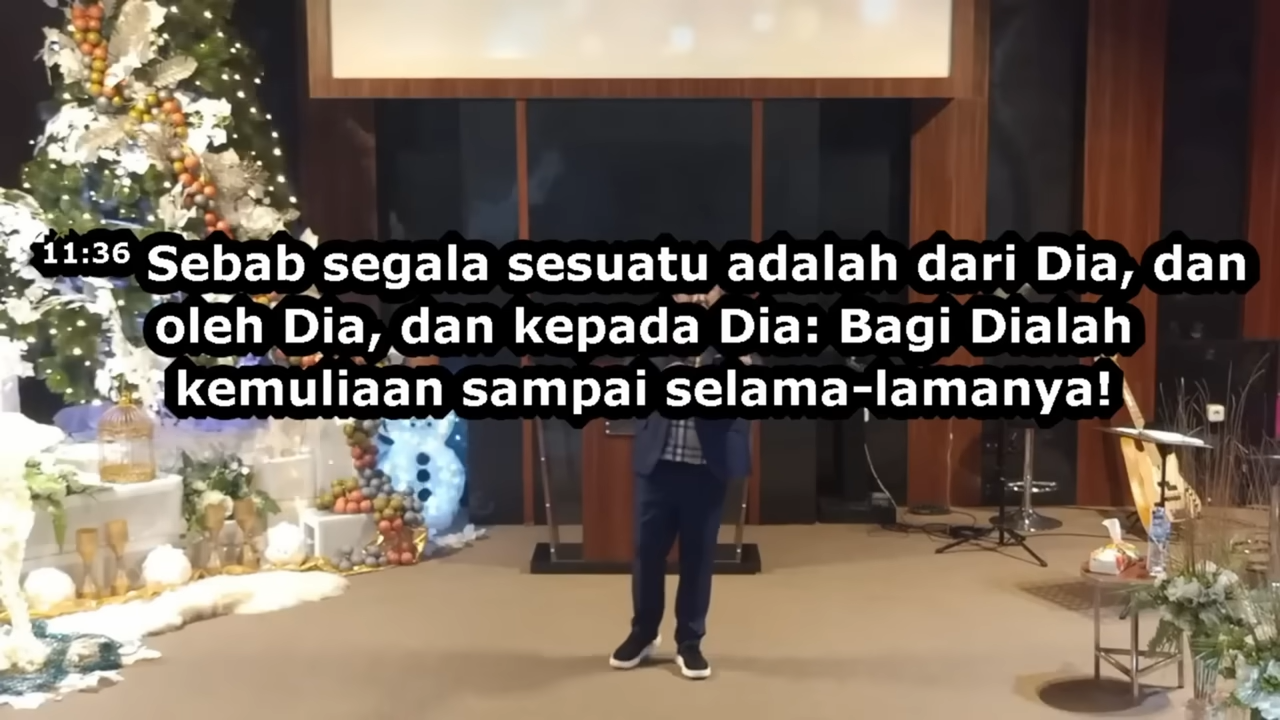 11:36 Sebab segala sesuatu adalah dari Dia, dan
oleh Dia, dan kepada Dia: Bagi Dialah
kemuliaan sampai selama-lamanya!